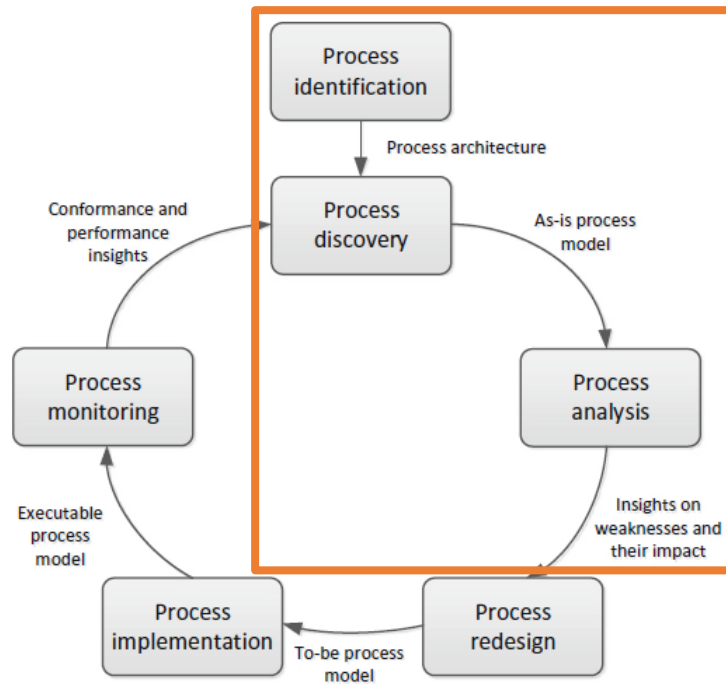 Process
identification
Process architecture
Process
discovery
As-is process
model
Process
analysis
Insights on
weaknesses and
their impact
Process
redesign
To-be process
model
Process
implementation
Executable
process
model
Process
monitoring
Conformance and
performance
insights